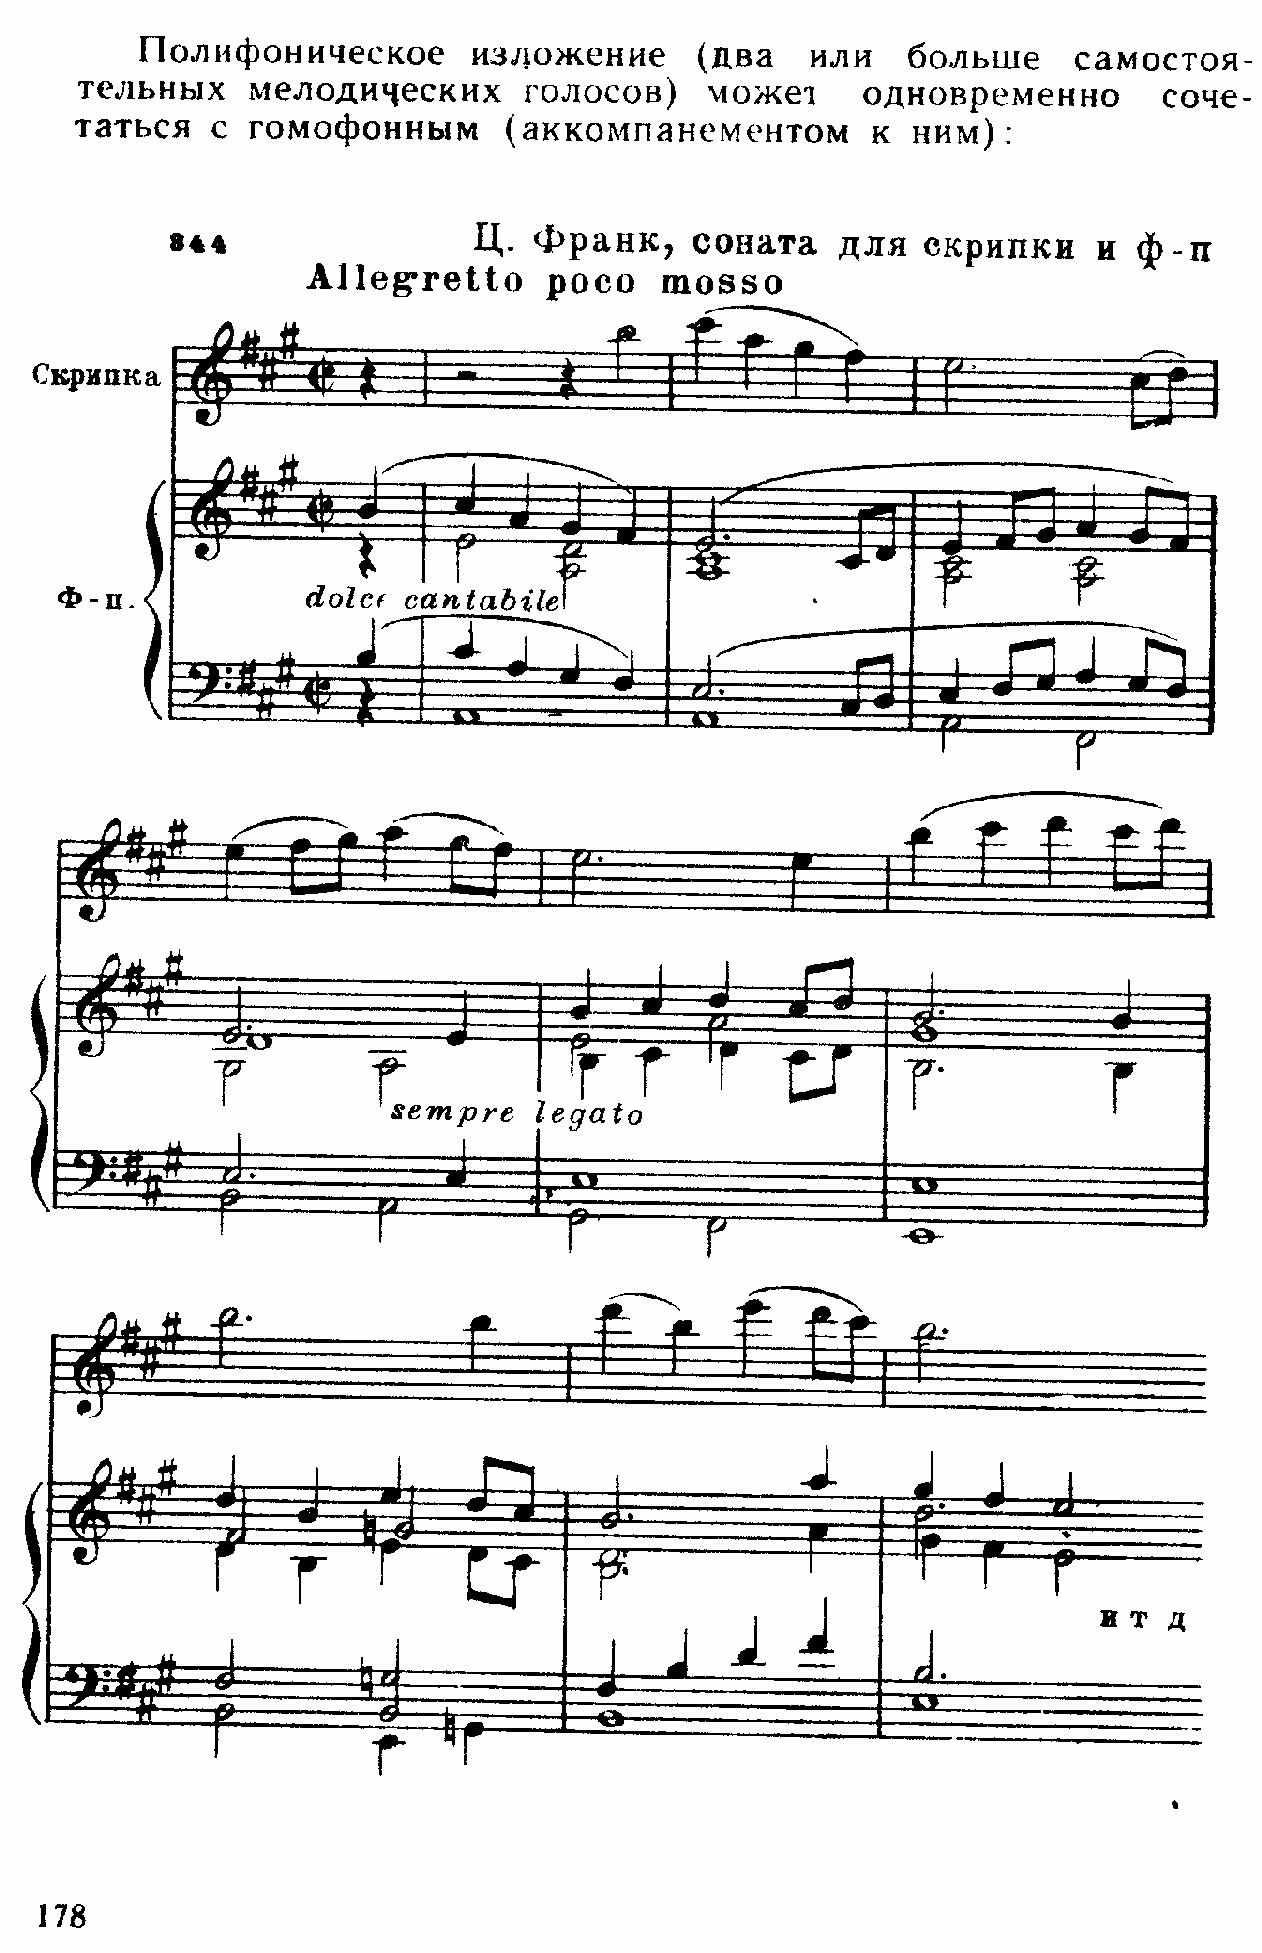 Полифоническое изложение (два или больше самостоя-
тельных мелодических голосов) может одновременно соче-
таться с гомофонным (аккомпанементом к ним):
344
Ц. Франк, соната для скрипки и ф-п
Allegretto poco mosso
Скрипка
Ф-п.
dolce cantabile
sempre legato
и т д
178